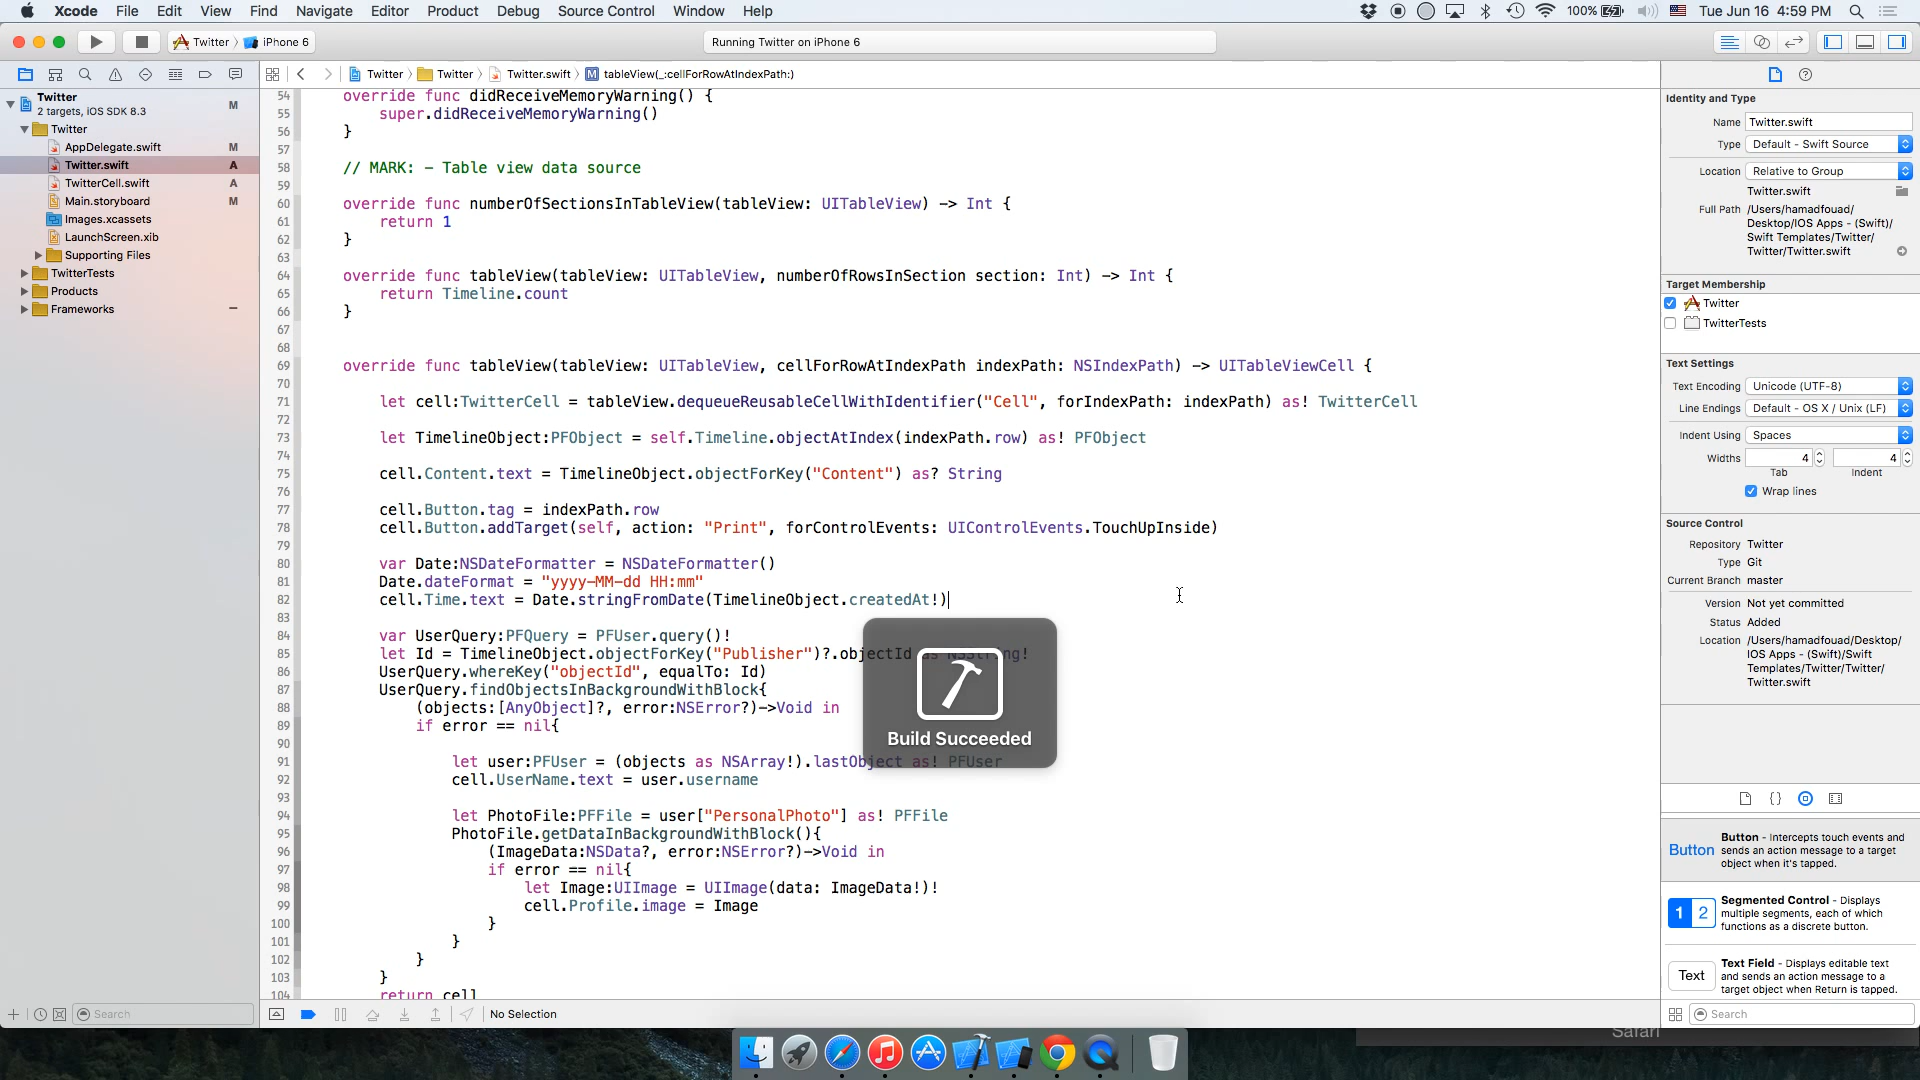 Xcode File Edit View Find Navigate Editor Product Debug Source Control Window Help 100% Tue Jun 16 4:59 PM
Twitter iPhone 6 Running Twitter on iPhone 6
Twitter Twitter Twitter.swift M tableView(_:cellForRowAtIndexPath:)
Twitter M
2 targets, iOS SDK 8.3
Twitter
AppDelegate.swift M
Twitter.swift A
TwitterCell.swift A
Main.storyboard M
Images.xcassets
LaunchScreen.xib
Supporting Files
TwitterTests
Products
Frameworks –
Search
54 override func didReceiveMemoryWarning() {
55 super.didReceiveMemoryWarning()
56 }
57
58 // MARK: - Table view data source
59
60 override func numberOfSectionsInTableView(tableView: UITableView) -> Int {
61 return 1
62 }
63
64 override func tableView(tableView: UITableView, numberOfRowsInSection section: Int) -> Int {
65 return Timeline.count
66 }
67
68
69 override func tableView(tableView: UITableView, cellForRowAtIndexPath indexPath: NSIndexPath) -> UITableViewCell {
70
71 let cell:TwitterCell = tableView.dequeueReusableCellWithIdentifier("Cell", forIndexPath: indexPath) as! TwitterCell
72
73 let TimelineObject:PFObject = self.Timeline.objectAtIndex(indexPath.row) as! PFObject
74
75 cell.Content.text = TimelineObject.objectForKey("Content") as? String
76
77 cell.Button.tag = indexPath.row
78 cell.Button.addTarget(self, action: "Print", forControlEvents: UIControlEvents.TouchUpInside)
79
80 var Date:NSDateFormatter = NSDateFormatter()
81 Date.dateFormat = "yyyy-MM-dd HH:mm"
82 cell.Time.text = Date.stringFromDate(TimelineObject.createdAt!)
83
84 var UserQuery:PFQuery = PFUser.query()!
85 let Id = TimelineObject.objectForKey("Publisher")?.objectId as NSString!
86 UserQuery.whereKey("objectId", equalTo: Id)
87 UserQuery.findObjectsInBackgroundWithBlock{
88 (objects:[AnyObject]?, error:NSError?)->Void in
89 if error == nil{
90
91 let user:PFUser = (objects as NSArray!).lastObject as! PFUser
92 cell.UserName.text = user.username
93
94 let PhotoFile:PFFile = user["PersonalPhoto"] as! PFFile
95 PhotoFile.getDataInBackgroundWithBlock(){
96 (ImageData:NSData?, error:NSError?)->Void in
97 if error == nil{
98 let Image:UIImage = UIImage(data: ImageData!)!
99 cell.Profile.image = Image
100 }
101 }
102 }
103 }
104 return cell
Build Succeeded
No Selection
Identity and Type
Name Twitter.swift
Type Default - Swift Source
Location Relative to Group
Twitter.swift
Full Path /Users/hamadfouad/
Desktop/IOS Apps - (Swift)/
Swift Templates/Twitter/
Twitter/Twitter.swift
Target Membership
Twitter
TwitterTests
Text Settings
Text Encoding Unicode (UTF-8)
Line Endings Default - OS X / Unix (LF)
Indent Using Spaces
Widths 4 4
Tab Indent
Wrap lines
Source Control
Repository Twitter
Type Git
Current Branch master
Version Not yet committed
Status Added
Location /Users/hamadfouad/Desktop/
IOS Apps - (Swift)/Swift
Templates/Twitter/Twitter/
Twitter.swift
Button Button - Intercepts touch events and
sends an action message to a target
object when it's tapped.
1 2 Segmented Control - Displays
multiple segments, each of which
functions as a discrete button.
Text Text Field - Displays editable text
and sends an action message to a
target object when Return is tapped.
Search
Safari